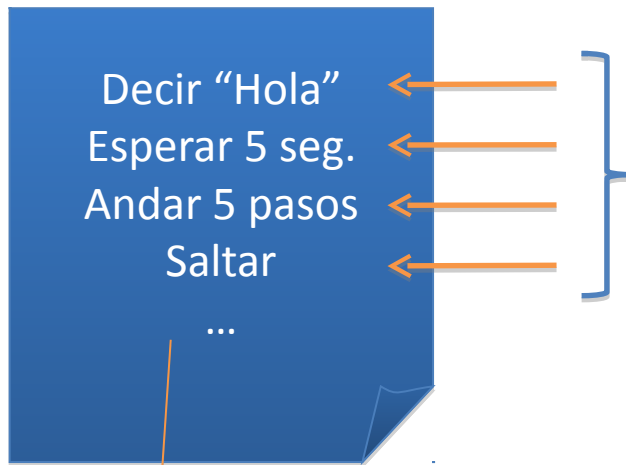 Decir “Hola”
Esperar 5 seg.
Andar 5 pasos
Saltar
...